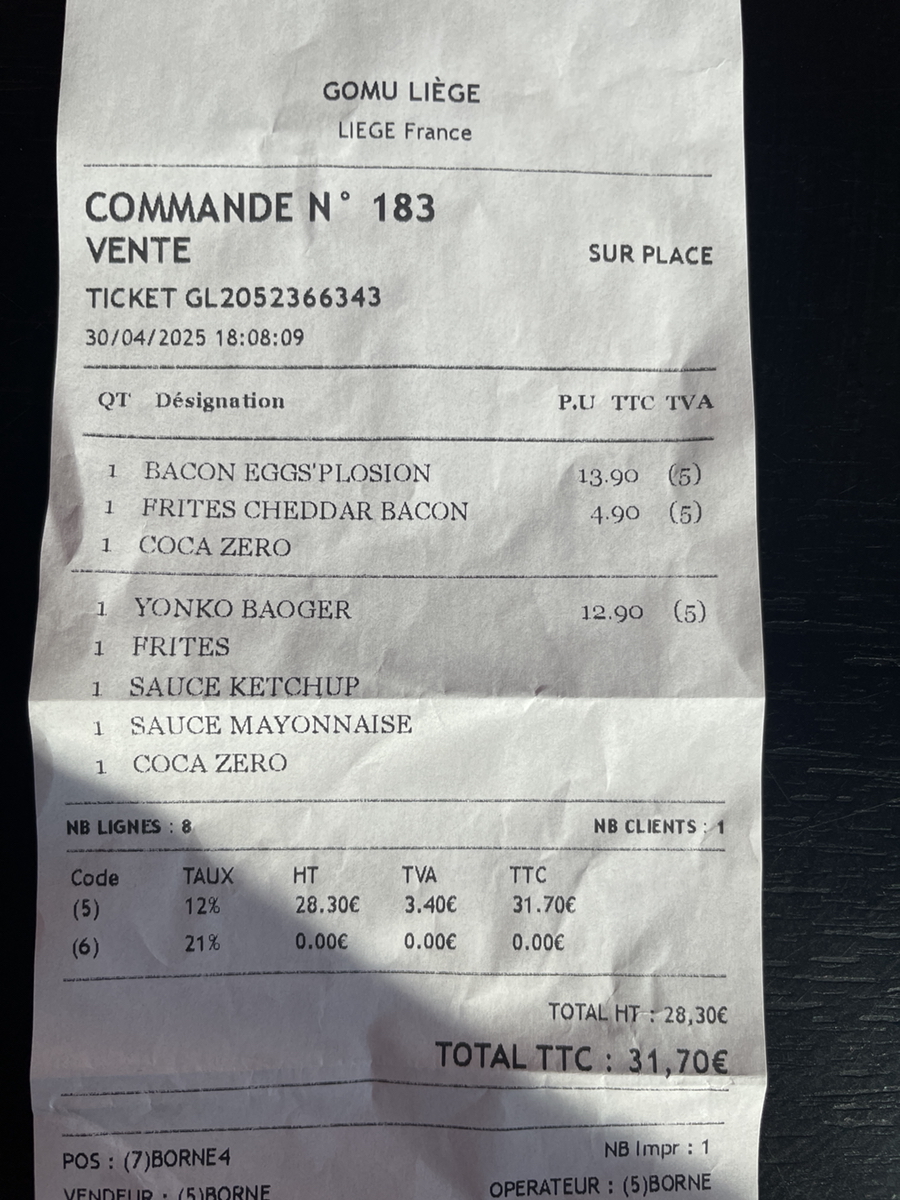 GOMU LIÈGE
LIEGE France
COMMANDE N° 183
VENTE SUR PLACE
TICKET GL2052366343
30/04/2025 18:08:09
QT Désignation P.U TTC TVA
1 BACON EGGS'PLOSION 13.90 (5)
1 FRITES CHEDDAR BACON 4.90 (5)
1 COCA ZERO
1 YONKO BAOGER 12.90 (5)
1 FRITES
1 SAUCE KETCHUP
1 SAUCE MAYONNAISE
1 COCA ZERO
NB LIGNES : 8 NB CLIENTS : 1
Code TAUX HT TVA TTC
(5) 12% 28.30€ 3.40€ 31.70€
(6) 21% 0.00€ 0.00€ 0.00€
TOTAL HT : 28,30€
TOTAL TTC : 31,70€
POS : (7)BORNE4 NB Impr : 1
VENDEUR : (5)BORNE OPERATEUR : (5)BORNE